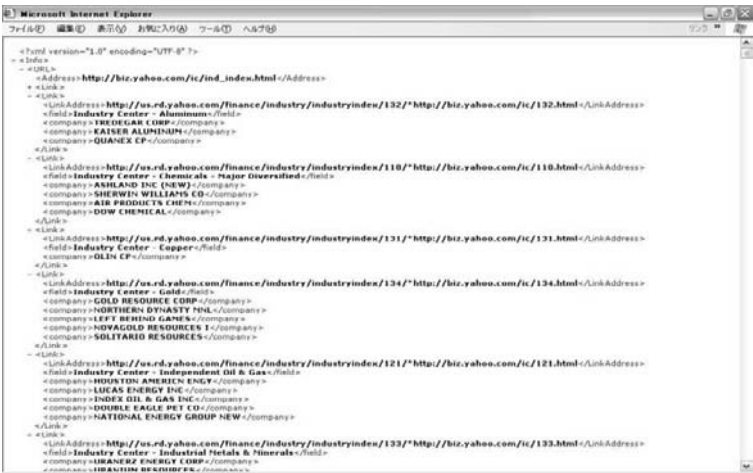 Microsoft Internet Explorer
ファイル(F) 編集(E) 表示(V) お気に入り(A) ツール(T) ヘルプ(H) リンク »
<?xml version="1.0" encoding="UTF-8" ?>
- <Info>
- <URL>
<Address>http://biz.yahoo.com/ic/ind_index.html</Address>
+ <Link>
- <Link>
<LinkAddress>http://us.rd.yahoo.com/finance/industry/industryindex/132/*http://biz.yahoo.com/ic/132.html</LinkAddress>
<field>Industry Center - Aluminum</field>
<company>TREDEGAR CORP</company>
<company>KAISER ALUMINUM</company>
<company>QUANEX CP</company>
</Link>
- <Link>
<LinkAddress>http://us.rd.yahoo.com/finance/industry/industryindex/110/*http://biz.yahoo.com/ic/110.html</LinkAddress>
<field>Industry Center - Chemicals - Major Diversified</field>
<company>ASHLAND INC (NEW)</company>
<company>SHERWIN WILLIAMS CO</company>
<company>AIR PRODUCTS CHEM</company>
<company>DOW CHEMICAL</company>
</Link>
- <Link>
<LinkAddress>http://us.rd.yahoo.com/finance/industry/industryindex/131/*http://biz.yahoo.com/ic/131.html</LinkAddress>
<field>Industry Center - Copper</field>
<company>OLIN CP</company>
</Link>
- <Link>
<LinkAddress>http://us.rd.yahoo.com/finance/industry/industryindex/134/*http://biz.yahoo.com/ic/134.html</LinkAddress>
<field>Industry Center - Gold</field>
<company>GOLD RESOURCE CORP</company>
<company>NORTHERN DYNASTY MNL</company>
<company>LEFT BEHIND GAMES</company>
<company>NOVAGOLD RESOURCES I</company>
<company>SOLITARIO RESOURCES</company>
</Link>
- <Link>
<LinkAddress>http://us.rd.yahoo.com/finance/industry/industryindex/121/*http://biz.yahoo.com/ic/121.html</LinkAddress>
<field>Industry Center - Independent Oil & Gas</field>
<company>HOUSTON AMERICN ENGY</company>
<company>LUCAS ENERGY INC</company>
<company>INDEX OIL & GAS INC</company>
<company>DOUBLE EAGLE PET CO</company>
<company>NATIONAL ENERGY GROUP NEW</company>
</Link>
- <Link>
<LinkAddress>http://us.rd.yahoo.com/finance/industry/industryindex/133/*http://biz.yahoo.com/ic/133.html</LinkAddress>
<field>Industry Center - Industrial Metals & Minerals</field>
<company>URANERZ ENERGY CORP</company>
<company>URANIUM RESOURCES</company>